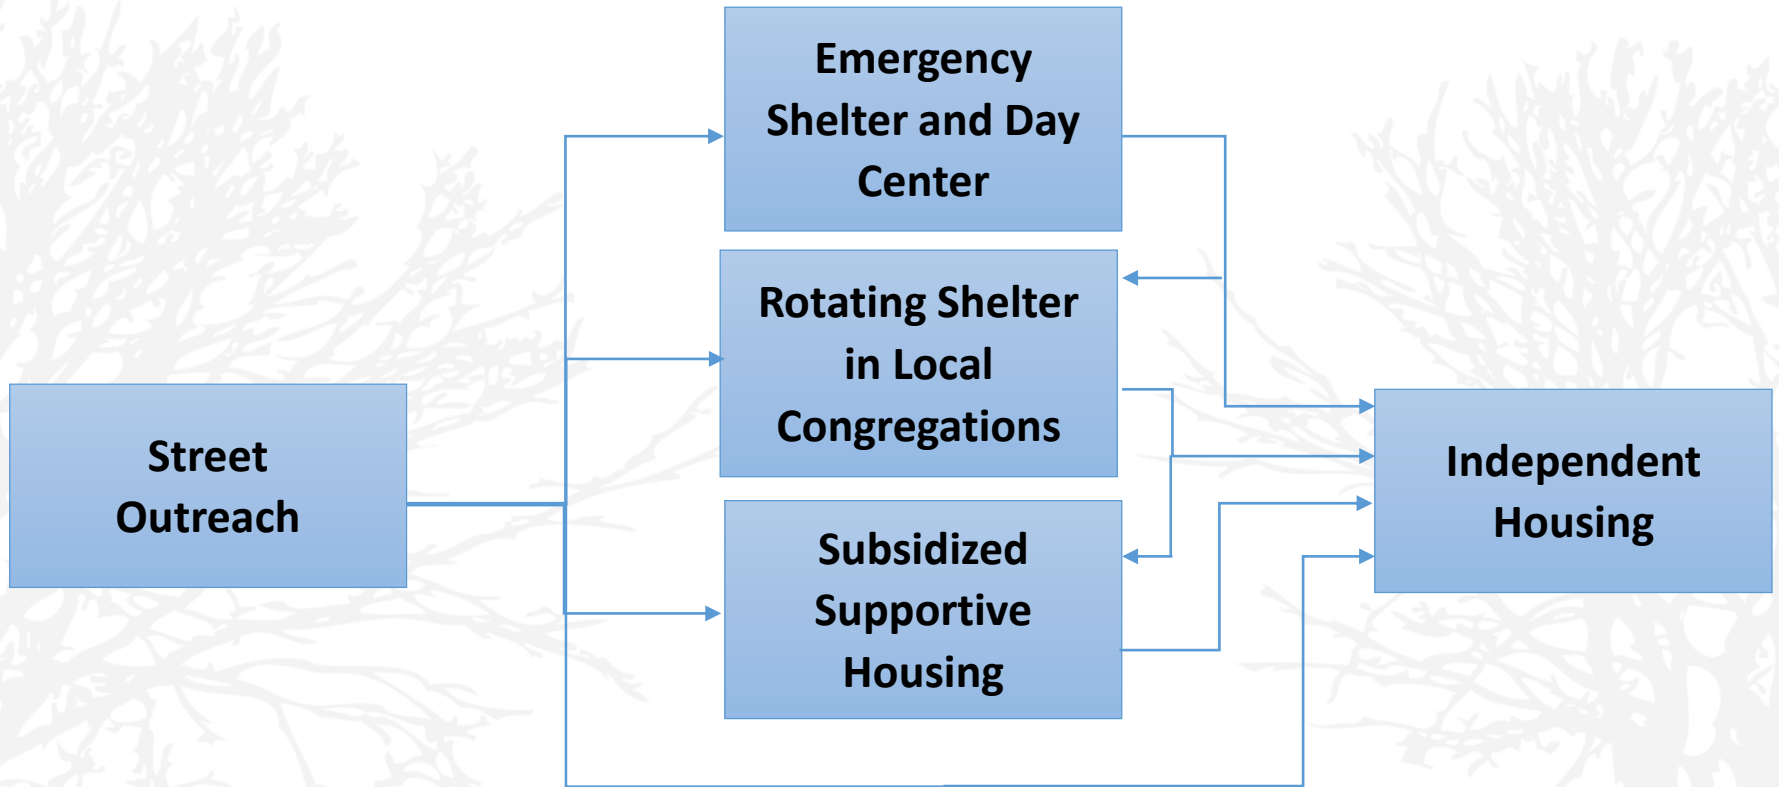 Emergency
Shelter and Day
Center
Rotating Shelter
in Local
Congregations
Street
Outreach
Independent
Housing
Subsidized
Supportive
Housing